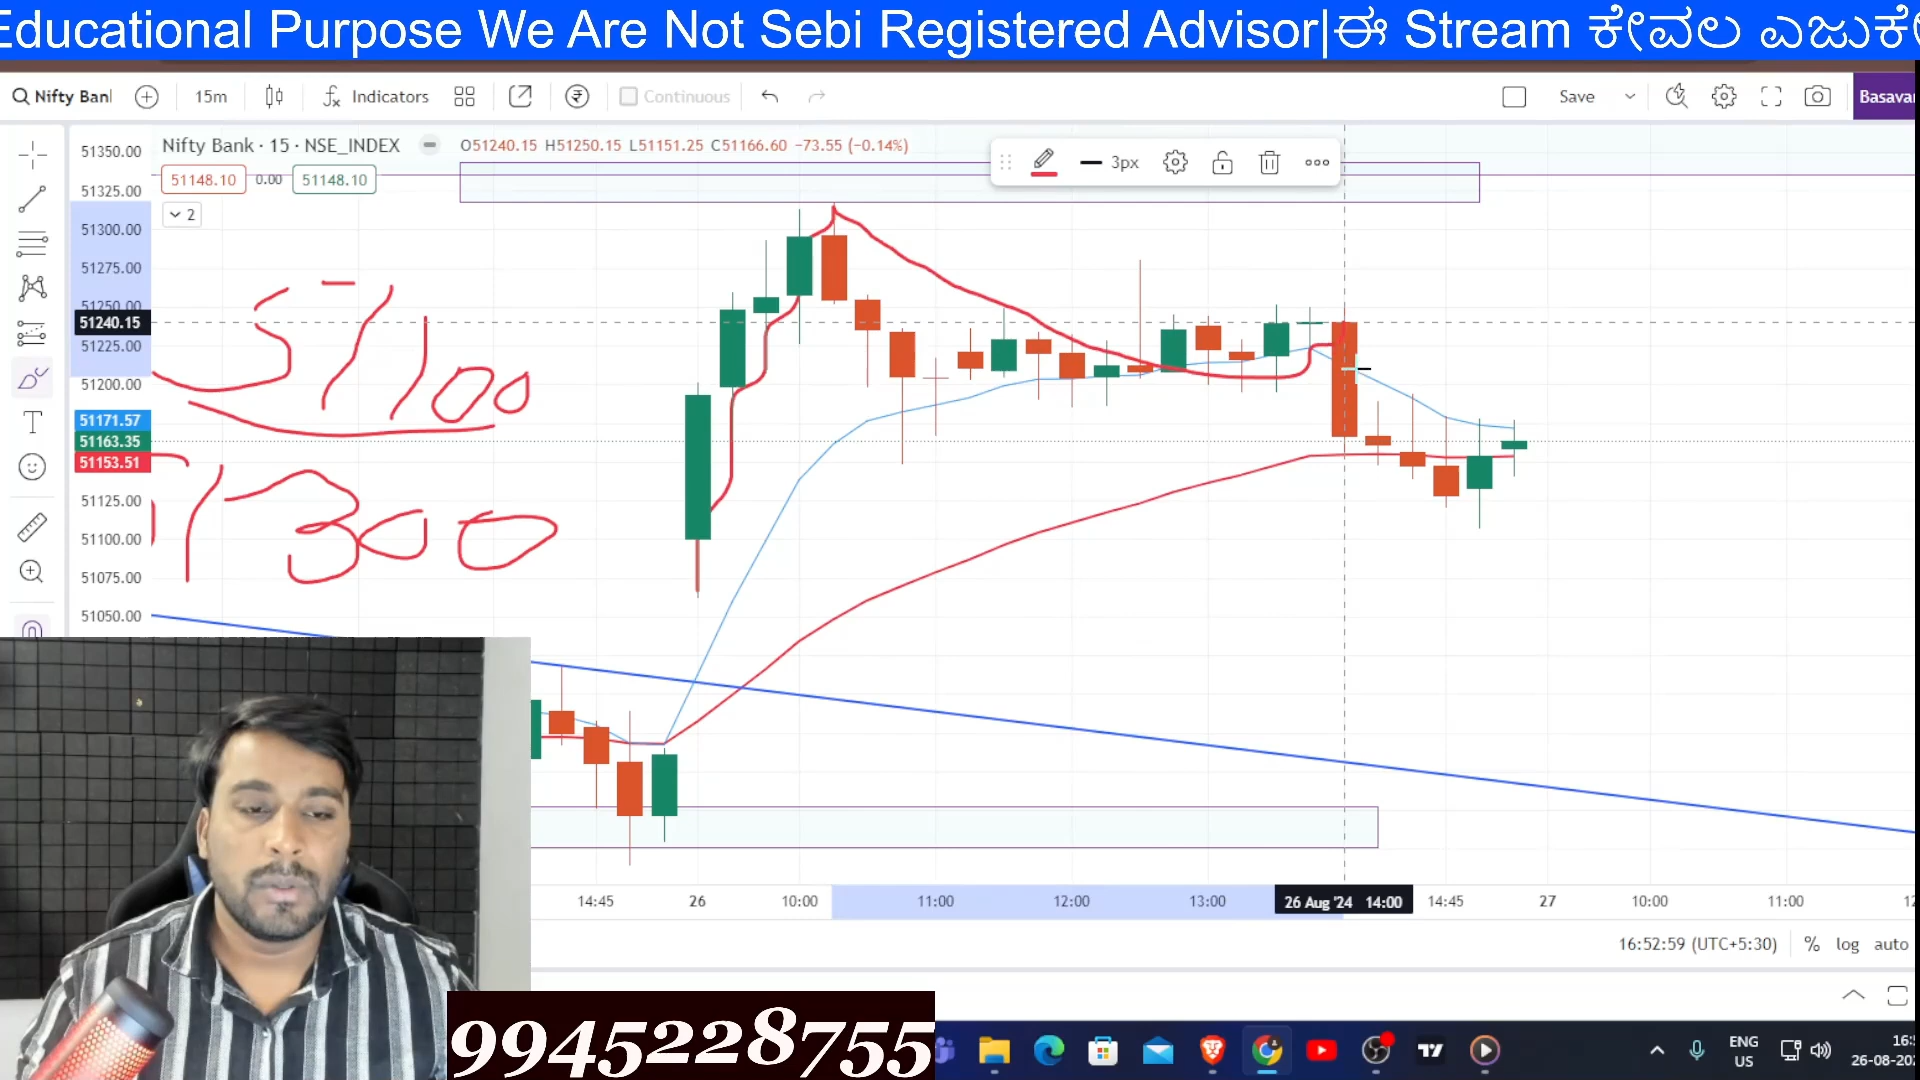 Educational Purpose We Are Not Sebi Registered Advisor|ಈ Stream ಕೇವಲ
Nifty Ban 15m Indicators Continuous Save Basava
Nifty Bank · 15 · NSE_INDEX O51240.15 H51250.15 L51151.25 C51166.60 −73.55 (−0.14%)
51148.10 0.00 51148.10
3px
2
51350.00
51325.00
51300.00
51275.00
51250.00
51240.15
51225.00
51200.00
51171.57
51163.35
51153.51
51125.00
51100.00
51075.00
51050.00
51100
51300
14:45 26 10:00 11:00 12:00 13:00 26 Aug '24 14:00 14:45 27 10:00 11:00
16:52:59 (UTC+5:30) % log auto
9945228755
ENG
US
26-08-20